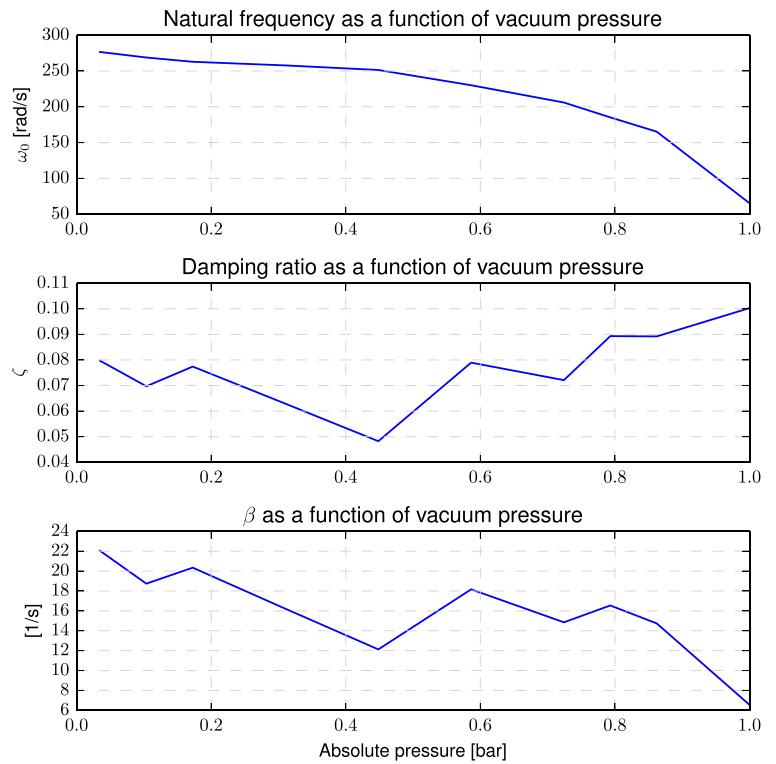 Natural frequency as a function of vacuum pressure
300
250
200
150
100
50
ω₀ [rad/s]
0.0 0.2 0.4 0.6 0.8 1.0
Damping ratio as a function of vacuum pressure
0.11
0.10
0.09
0.08
0.07
0.06
0.05
0.04
ζ
0.0 0.2 0.4 0.6 0.8 1.0
β as a function of vacuum pressure
24
22
20
18
16
14
12
10
8
6
[1/s]
0.0 0.2 0.4 0.6 0.8 1.0
Absolute pressure [bar]